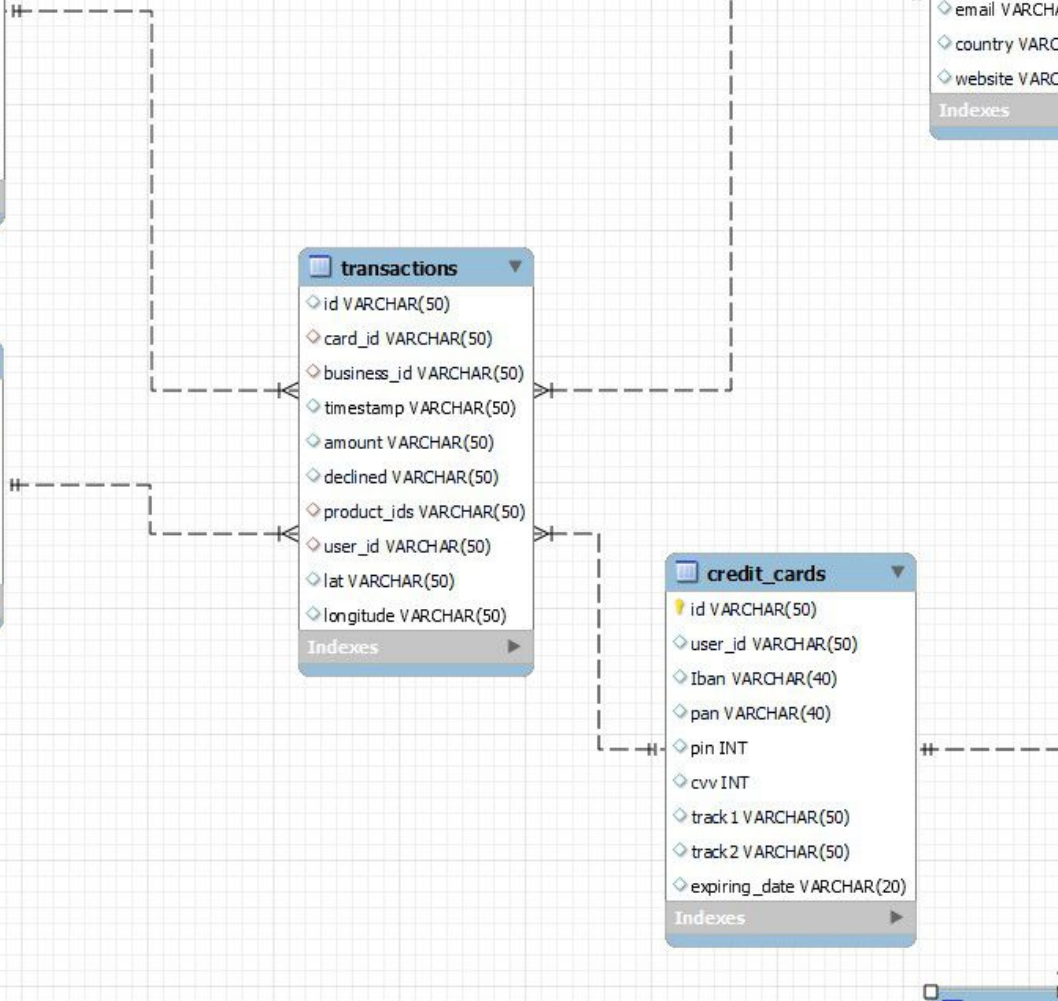 email VARCHA
country VARC
website VARC
Indexes
transactions
id VARCHAR(50)
card_id VARCHAR(50)
business_id VARCHAR(50)
timestamp VARCHAR(50)
amount VARCHAR(50)
declined VARCHAR(50)
product_ids VARCHAR(50)
user_id VARCHAR(50)
lat VARCHAR(50)
longitude VARCHAR(50)
Indexes
credit_cards
id VARCHAR(50)
user_id VARCHAR(50)
Iban VARCHAR(40)
pan VARCHAR(40)
pin INT
cvv INT
track1 VARCHAR(50)
track2 VARCHAR(50)
expiring_date VARCHAR(20)
Indexes